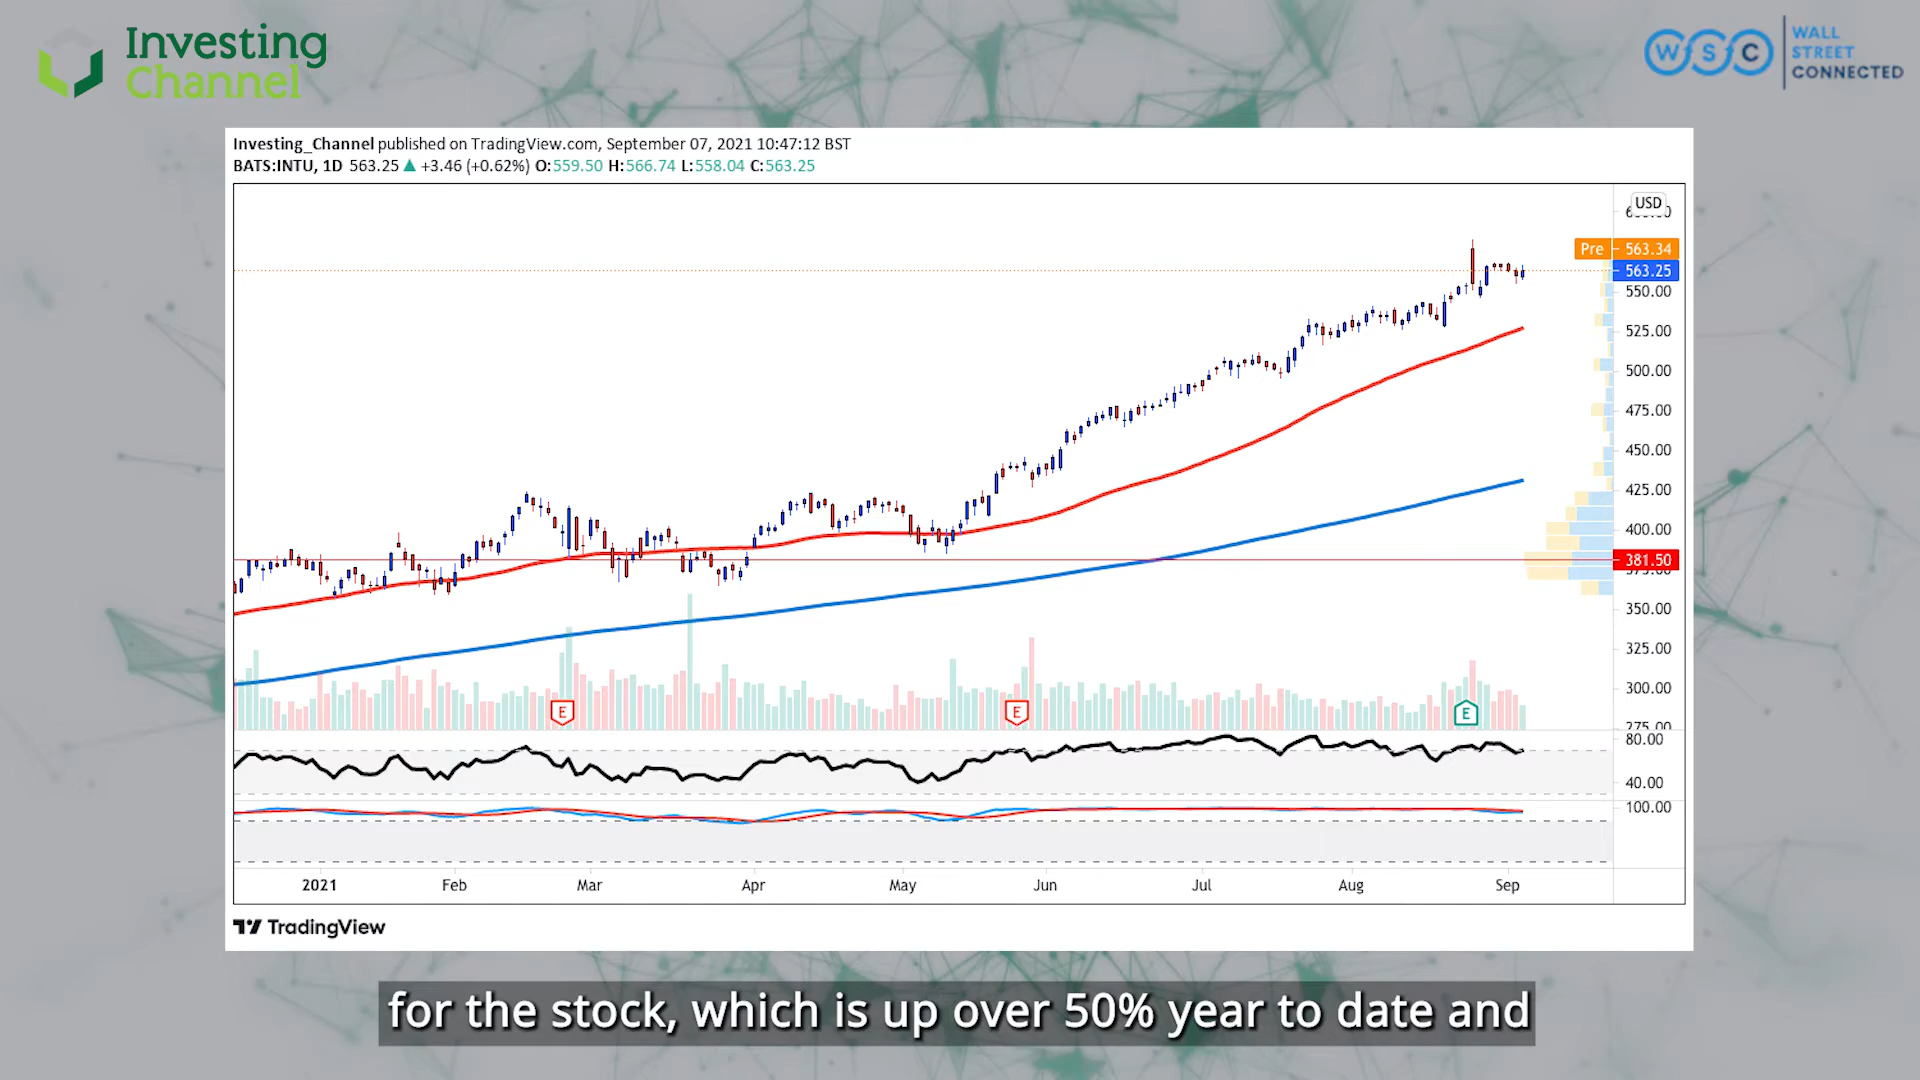 Investing
Channel
WSC
WALL
STREET
CONNECTED
Investing_Channel published on TradingView.com, September 07, 2021 10:47:12 BST
BATS:INTU, 1D 563.25 ▲ +3.46 (+0.62%) O:559.50 H:566.74 L:558.04 C:563.25
USD
Pre 563.34
563.25
550.00
525.00
500.00
475.00
450.00
425.00
400.00
381.50
350.00
325.00
300.00
275.00
E E E
80.00
40.00
100.00
2021 Feb Mar Apr May Jun Jul Aug Sep
TradingView
for the stock, which is up over 50% year to date and